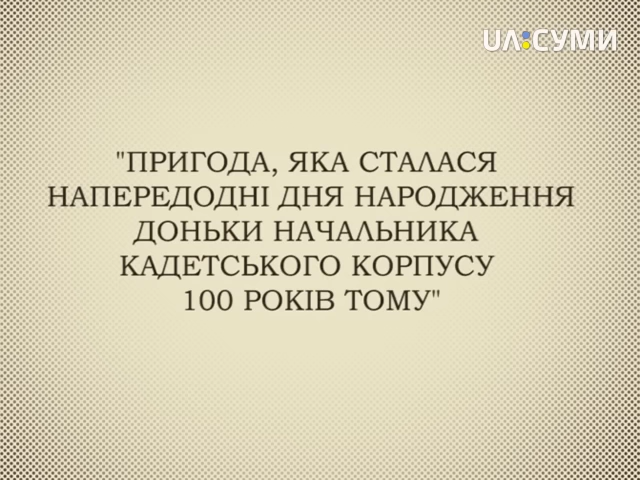 UA:СУМИ
"ПРИГОДА, ЯКА СТАЛАСЯ
НАПЕРЕДОДНІ ДНЯ НАРОДЖЕННЯ
ДОНЬКИ НАЧАЛЬНИКА
КАДЕТСЬКОГО КОРПУСУ
100 РОКІВ ТОМУ"